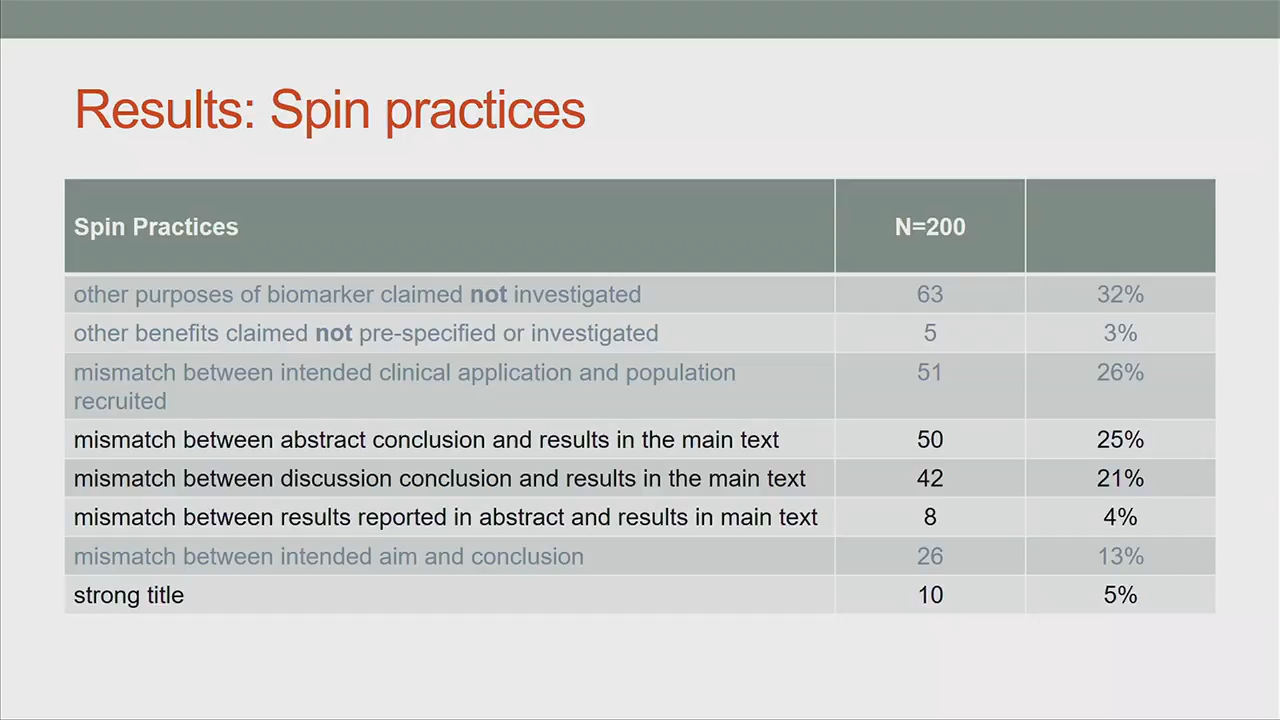 Results: Spin practices
Spin Practices N=200
other purposes of biomarker claimed not investigated 63 32%
other benefits claimed not pre-specified or investigated 5 3%
mismatch between intended clinical application and population 51 26%
recruited
mismatch between abstract conclusion and results in the main text 50 25%
mismatch between discussion conclusion and results in the main text 42 21%
mismatch between results reported in abstract and results in main text 8 4%
mismatch between intended aim and conclusion 26 13%
strong title 10 5%